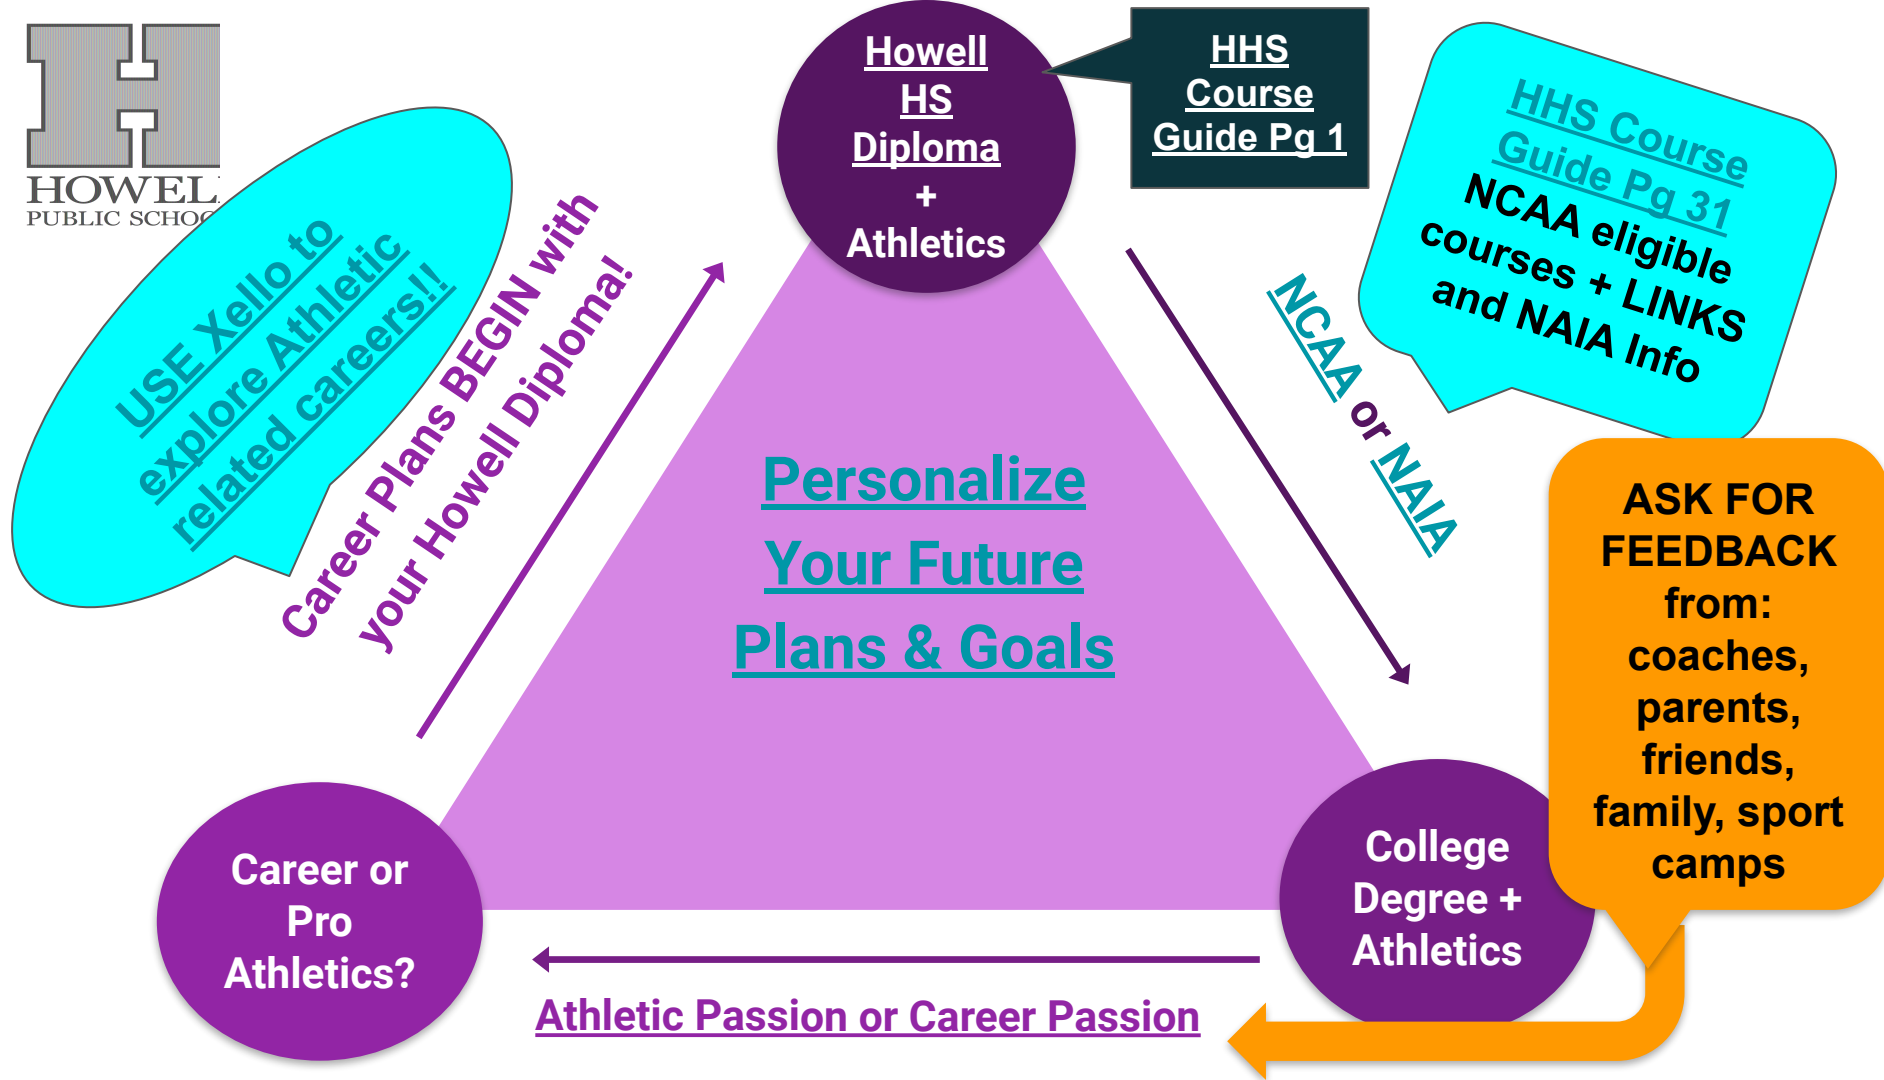 HOWEL
PUBLIC SCHO
USE Xello to
explore Athletic
related careers!!
Career Plans BEGIN with
your Howell Diploma!
Howell
HS
Diploma
+
Athletics
HHS
Course
Guide Pg 1
HHS Course
Guide Pg 31
NCAA eligible
courses + LINKS
and NAIA Info
NCAA or NAIA
Personalize
Your Future
Plans & Goals
ASK FOR
FEEDBACK
from:
coaches,
parents,
friends,
family, sport
camps
College
Degree +
Athletics
Career or
Pro
Athletics?
Athletic Passion or Career Passion